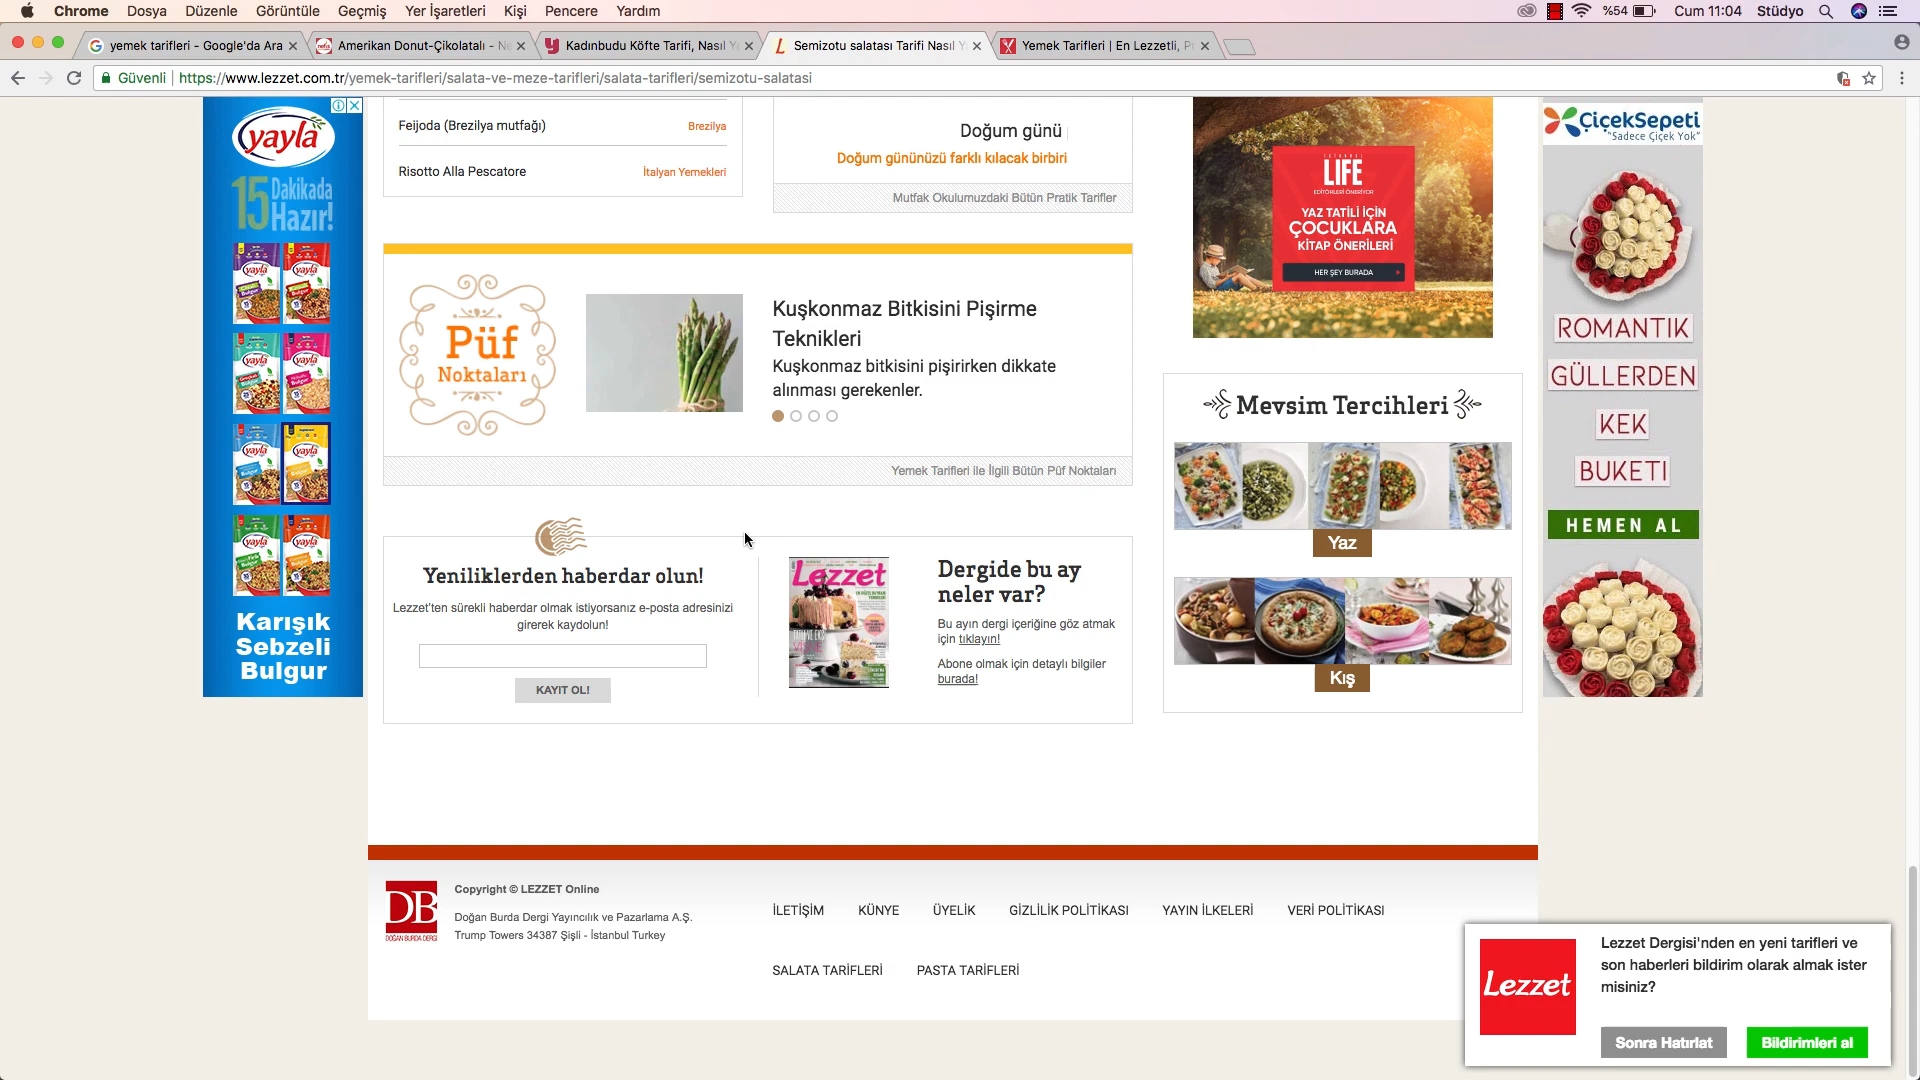 Chrome Dosya Düzenle Görüntüle Geçmiş Yer İşaretleri Kişi Pencere Yardım
%54 Cum 11:04 Stüdyo
yemek tarifleri - Google'da Ara
Amerikan Donut-Çikolatalı - Ne
Kadınbudu Köfte Tarifi, Nasıl Y
Semizotu salatası Tarifi Nasıl Y
Yemek Tarifleri | En Lezzetli, P
Güvenli https://www.lezzet.com.tr/yemek-tarifleri/salata-ve-meze-tarifleri/salata-tarifleri/semizotu-salatasi
yayla
15 Dakikada Hazır!
Karışık
Sebzeli
Bulgur
Feijoda (Brezilya mutfağı) Brezilya
Risotto Alla Pescatore İtalyan Yemekleri
Doğum günü
Doğum gününüzü farklı kılacak birbiri
Mutfak Okulumuzdaki Bütün Pratik Tarifler
Püf
Noktaları
Kuşkonmaz Bitkisini Pişirme
Teknikleri
Kuşkonmaz bitkisini pişirirken dikkate
alınması gerekenler.
Yemek Tarifleri ile İlgili Bütün Püf Noktaları
Yeniliklerden haberdar olun!
Lezzet'ten sürekli haberdar olmak istiyorsanız e-posta adresinizi
girerek kaydolun!
KAYIT OL!
Lezzet
Dergide bu ay
neler var?
Bu ayın dergi içeriğine göz atmak
için tıklayın!
Abone olmak için detaylı bilgiler
burada!
İSTANBUL
LIFE
EDİTÖRLERİ ÖNERİYOR
YAZ TATİLİ İÇİN
ÇOCUKLARA
KİTAP ÖNERİLERİ
HER ŞEY BURADA
Mevsim Tercihleri
Yaz
Kış
ÇiçekSepeti
"Sadece Çiçek Yok"
ROMANTIK
GÜLLERDEN
KEK
BUKETI
HEMEN AL
DB
DOĞAN BURDA DERGİ
Copyright © LEZZET Online
Doğan Burda Dergi Yayıncılık ve Pazarlama A.Ş.
Trump Towers 34387 Şişli - İstanbul Turkey
İLETİŞİM KÜNYE ÜYELİK GİZLİLİK POLİTİKASI YAYIN İLKELERİ VERİ POLİTİKASI
SALATA TARİFLERİ PASTA TARİFLERİ
Lezzet
Lezzet Dergisi'nden en yeni tarifleri ve
son haberleri bildirim olarak almak ister
misiniz?
Sonra Hatırlat Bildirimleri al